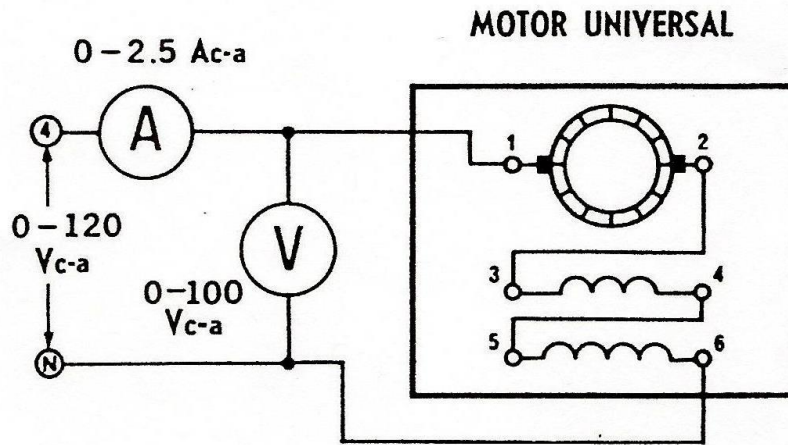 MOTOR UNIVERSAL
0–2.5 Ac-a
4
A
1
2
0–120
Vc-a
V
0–100
Vc-a
3
4
5
6
N